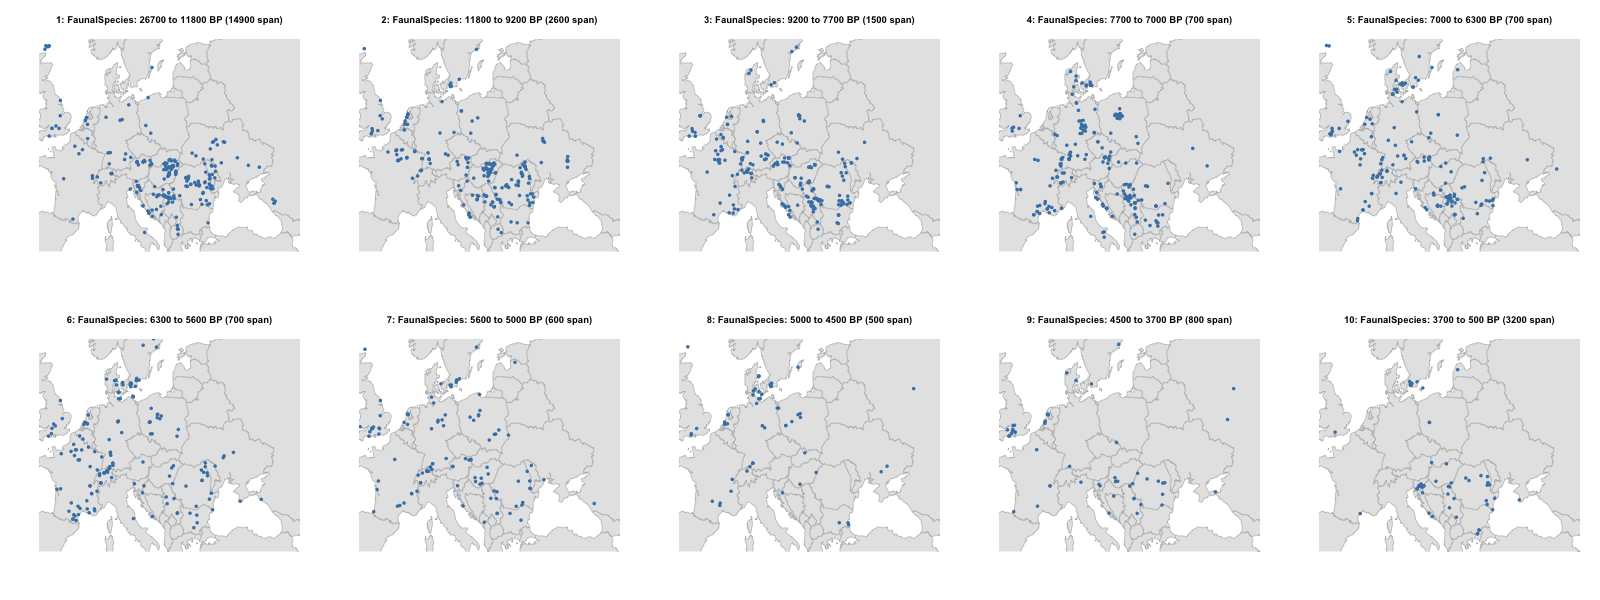 1: FaunalSpecies: 26700 to 11800 BP (14900 span)
2: FaunalSpecies: 11800 to 9200 BP (2600 span)
3: FaunalSpecies: 9200 to 7700 BP (1500 span)
4: FaunalSpecies: 7700 to 7000 BP (700 span)
5: FaunalSpecies: 7000 to 6300 BP (700 span)
6: FaunalSpecies: 6300 to 5600 BP (700 span)
7: FaunalSpecies: 5600 to 5000 BP (600 span)
8: FaunalSpecies: 5000 to 4500 BP (500 span)
9: FaunalSpecies: 4500 to 3700 BP (800 span)
10: FaunalSpecies: 3700 to 500 BP (3200 span)